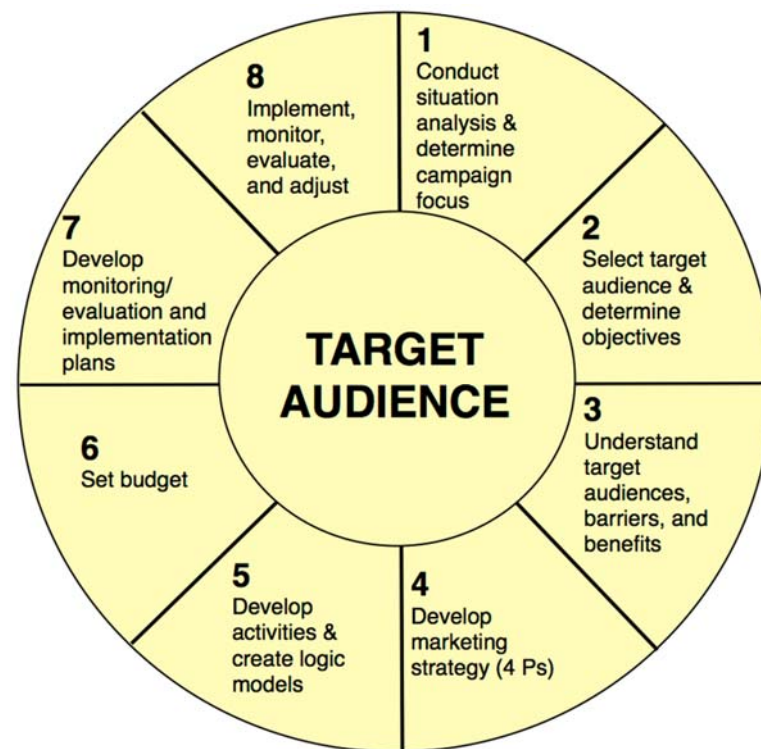 1
Conduct
situation
analysis &
determine
campaign
focus
2
Select target
audience &
determine
objectives
3
Understand
target
audiences,
barriers, and
benefits
4
Develop
marketing
strategy (4 Ps)
5
Develop
activities &
create logic
models
6
Set budget
7
Develop
monitoring/
evaluation and
implementation
plans
8
Implement,
monitor,
evaluate,
and adjust
TARGET
AUDIENCE